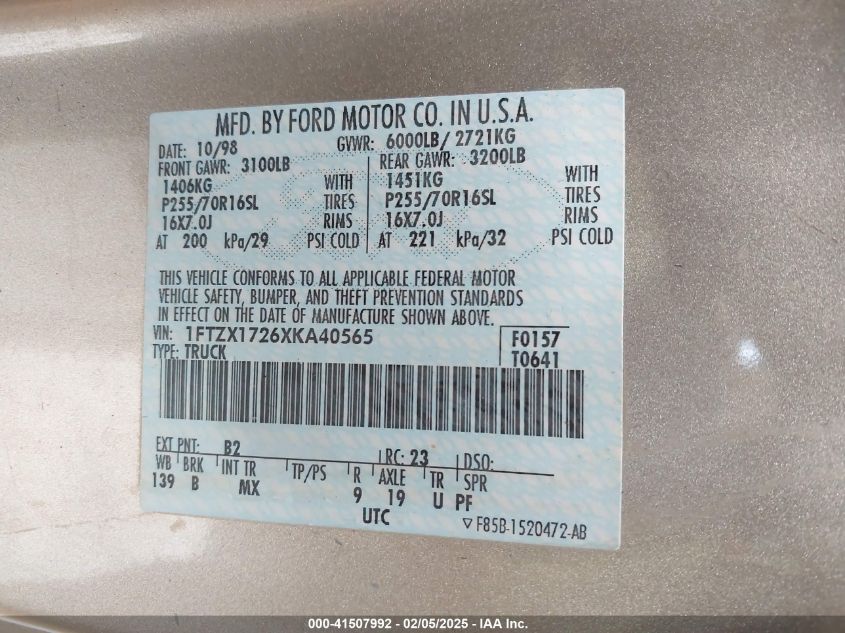 MFD. BY FORD MOTOR CO. IN U.S.A.
DATE: 10/98 GVWR: 6000LB/ 2721KG
FRONT GAWR: 3100LB REAR GAWR: 3200LB
1406KG WITH 1451KG WITH
P255/70R16SL TIRES P255/70R16SL TIRES
16X7.0J RIMS 16X7.0J RIMS
AT 200 kPa/29 PSI COLD AT 221 kPa/32 PSI COLD
THIS VEHICLE CONFORMS TO ALL APPLICABLE FEDERAL MOTOR
VEHICLE SAFETY, BUMPER, AND THEFT PREVENTION STANDARDS
IN EFFECT ON THE DATE OF MANUFACTURE SHOWN ABOVE.
VIN: 1FTZX1726XKA40565 F0157
TYPE: TRUCK T0641
EXT PNT: B2 RC: 23 DSO:
WB BRK INT TR TP/PS R AXLE TR SPR
139 B MX 9 19 U PF
UTC
▽ F85B-1520472-AB
000-41507992 - 02/05/2025 - IAA Inc.